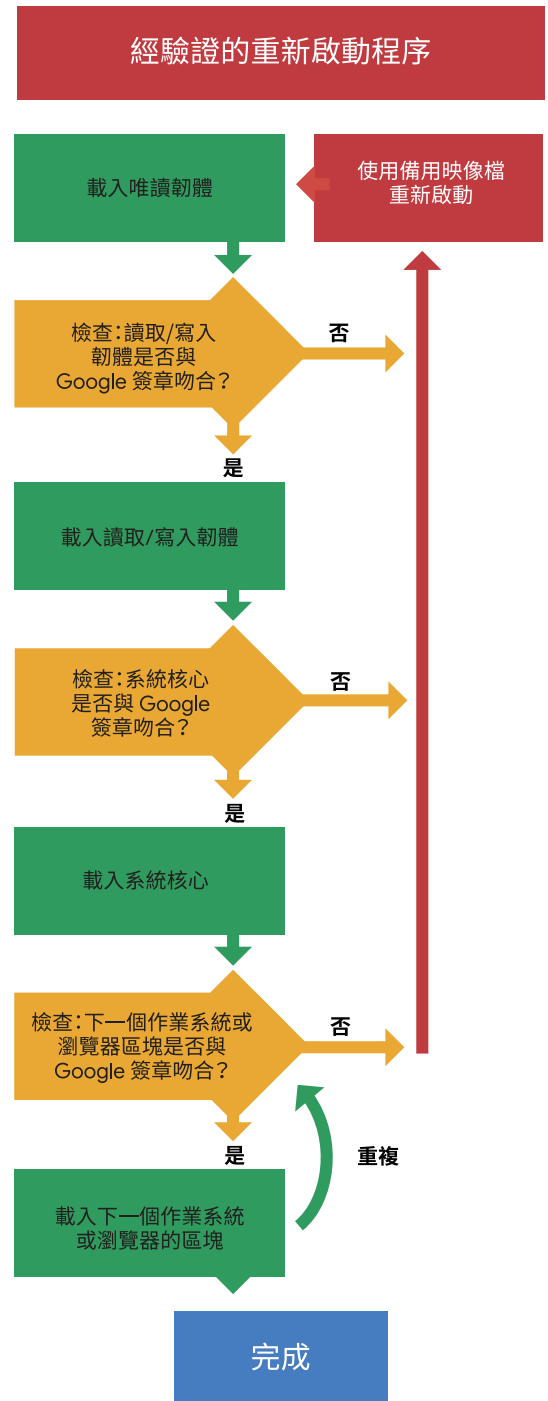 經驗證的重新啟動程序
載入唯讀韌體
使用備用映像檔
重新啟動
檢查：讀取/寫入
韌體是否與
Google 簽章吻合？
否
是
載入讀取/寫入韌體
檢查：系統核心
是否與 Google
簽章吻合？
否
是
載入系統核心
檢查：下一個作業系統或
瀏覽器區塊是否與
Google 簽章吻合？
否
是
重複
載入下一個作業系統
或瀏覽器的區塊
完成